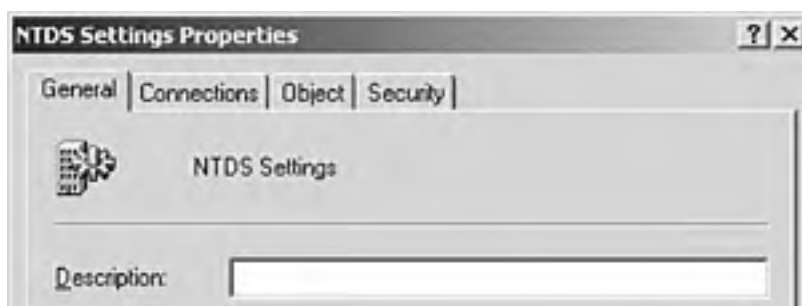 NTDS Settings Properties
General Connections Object Security
NTDS Settings
Description: